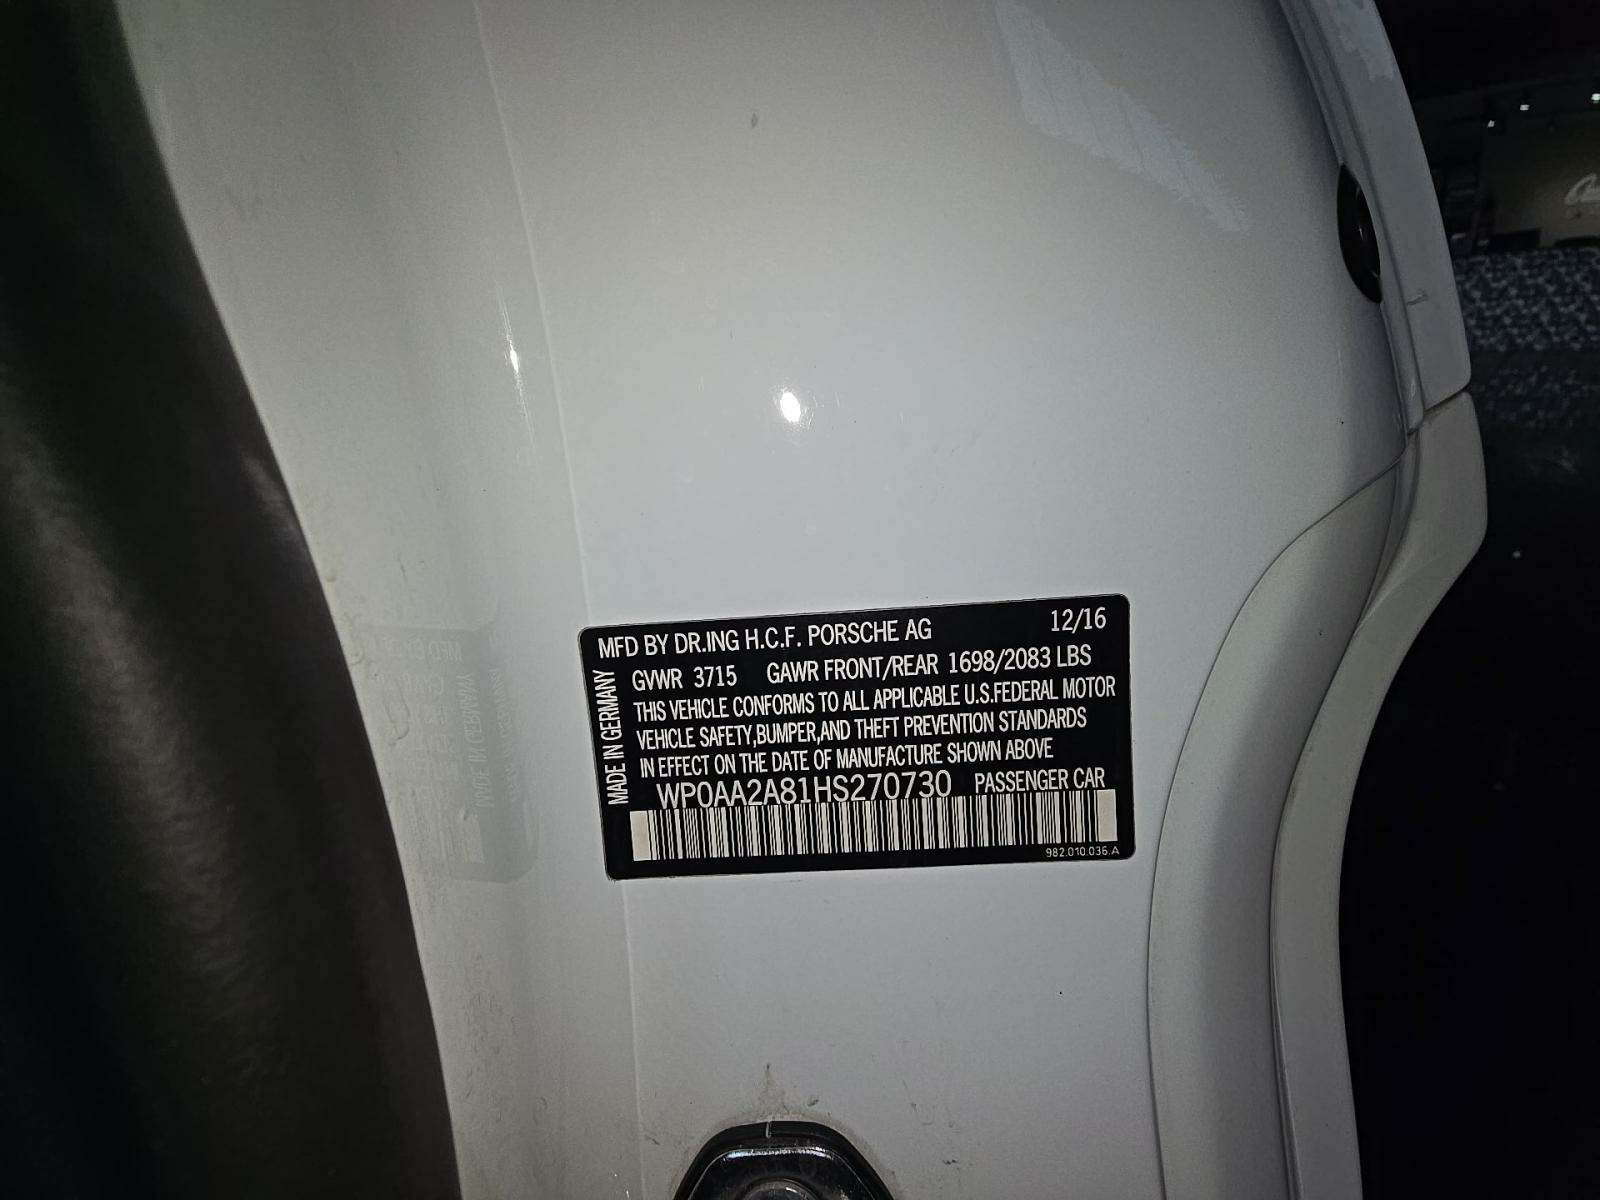 MFD BY DR.ING H.C.F. PORSCHE AG 12/16
GVWR 3715 GAWR FRONT/REAR 1698/2083 LBS
THIS VEHICLE CONFORMS TO ALL APPLICABLE U.S.FEDERAL MOTOR
VEHICLE SAFETY,BUMPER,AND THEFT PREVENTION STANDARDS
IN EFFECT ON THE DATE OF MANUFACTURE SHOWN ABOVE
WP0AA2A81HS270730 PASSENGER CAR
982.010.036.A
MADE IN GERMANY